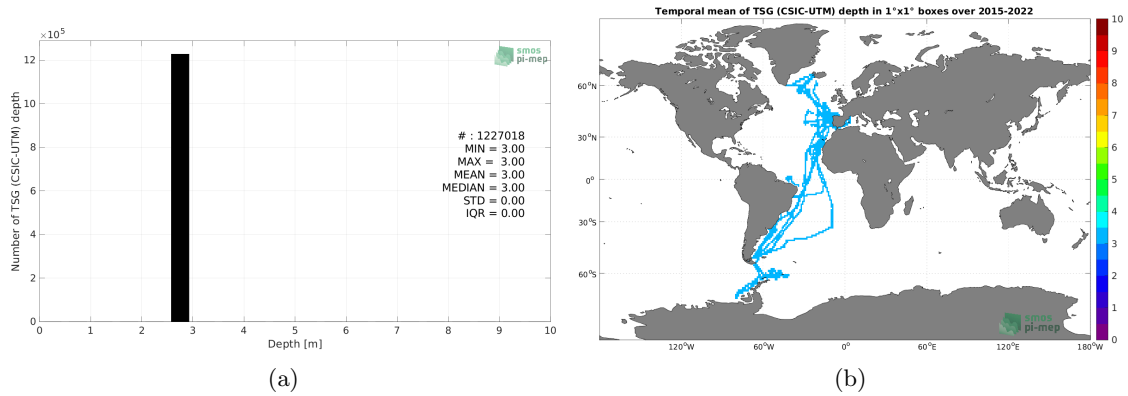 ×10⁵
smos
pi-mep
12
10
8
6
4
2
0
Number of TSG (CSIC-UTM) depth
# : 1227018
MIN = 3.00
MAX = 3.00
MEAN = 3.00
MEDIAN = 3.00
STD = 0.00
IQR = 0.00
0 1 2 3 4 5 6 7 8 9 10
Depth [m]
(a)
Temporal mean of TSG (CSIC-UTM) depth in 1°x1° boxes over 2015-2022
60°N
30°N
0°
30°S
60°S
120°W 60°W 0° 60°E 120°E 180°W
smos
pi-mep
10
9
8
7
6
5
4
3
2
1
0
(b)